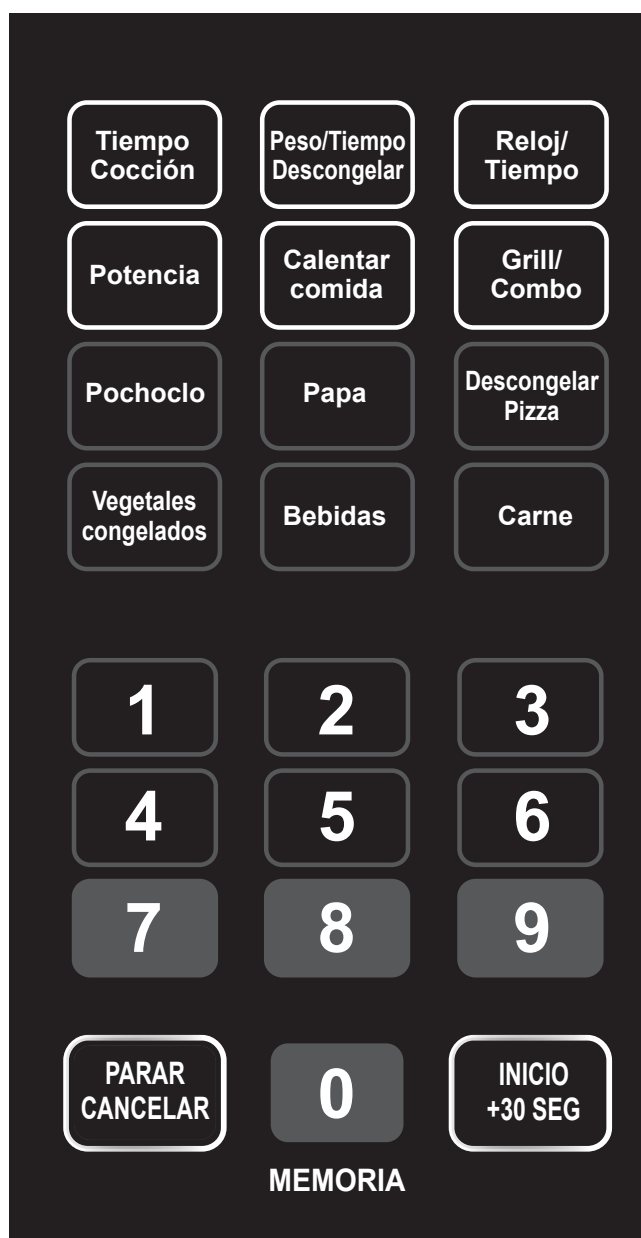 Tiempo
Cocción
Peso/Tiempo
Descongelar
Reloj/
Tiempo
Potencia
Calentar
comida
Grill/
Combo
Pochoclo
Papa
Descongelar
Pizza
Vegetales
congelados
Bebidas
Carne
1
2
3
4
5
6
7
8
9
PARAR
CANCELAR
0
INICIO
+30 SEG
MEMORIA